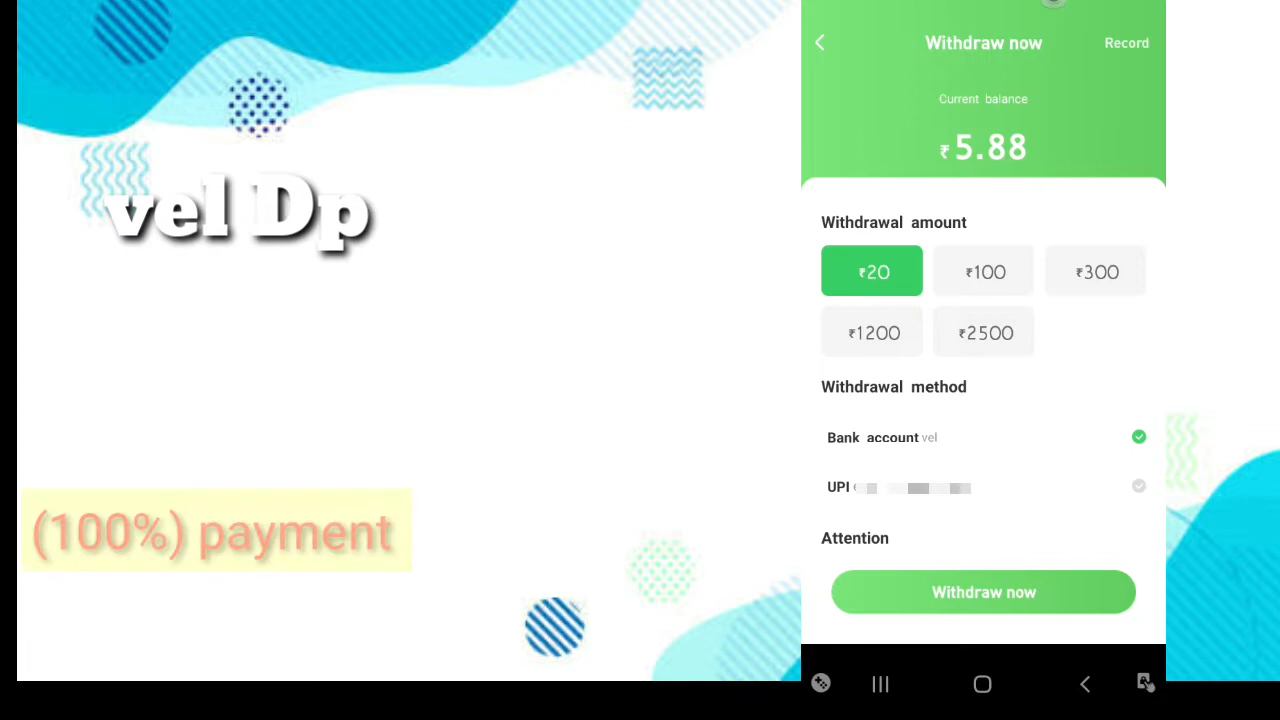 vel Dp
(100%) payment
Withdraw now
Record
Current balance
₹5.88
Withdrawal amount
₹20
₹100
₹300
₹1200
₹2500
Withdrawal method
Bank account vel
UPI
Attention
Withdraw now